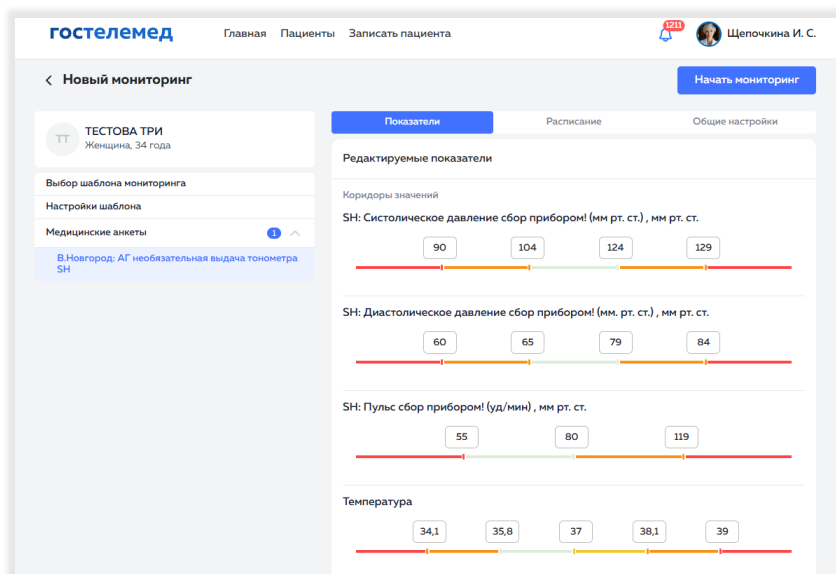 гостелемед Главная Пациенты Записать пациента 1211 Щепочкина И. С.
Новый мониторинг Начать мониторинг
ТТ
ТЕСТОВА ТРИ
Женщина, 34 года
Выбор шаблона мониторинга
Настройки шаблона
Медицинские анкеты 1
В.Новгород: АГ необязательная выдача тонометра
SH
Показатели Расписание Общие настройки
Редактируемые показатели
Коридоры значений
SH: Систолическое давление сбор прибором! (мм рт. ст.) , мм рт. ст.
90 104 124 129
SH: Диастолическое давление сбор прибором! (мм. рт. ст.) , мм рт. ст.
60 65 79 84
SH: Пульс сбор прибором! (уд/мин) , мм рт. ст.
55 80 119
Температура
34,1 35,8 37 38,1 39